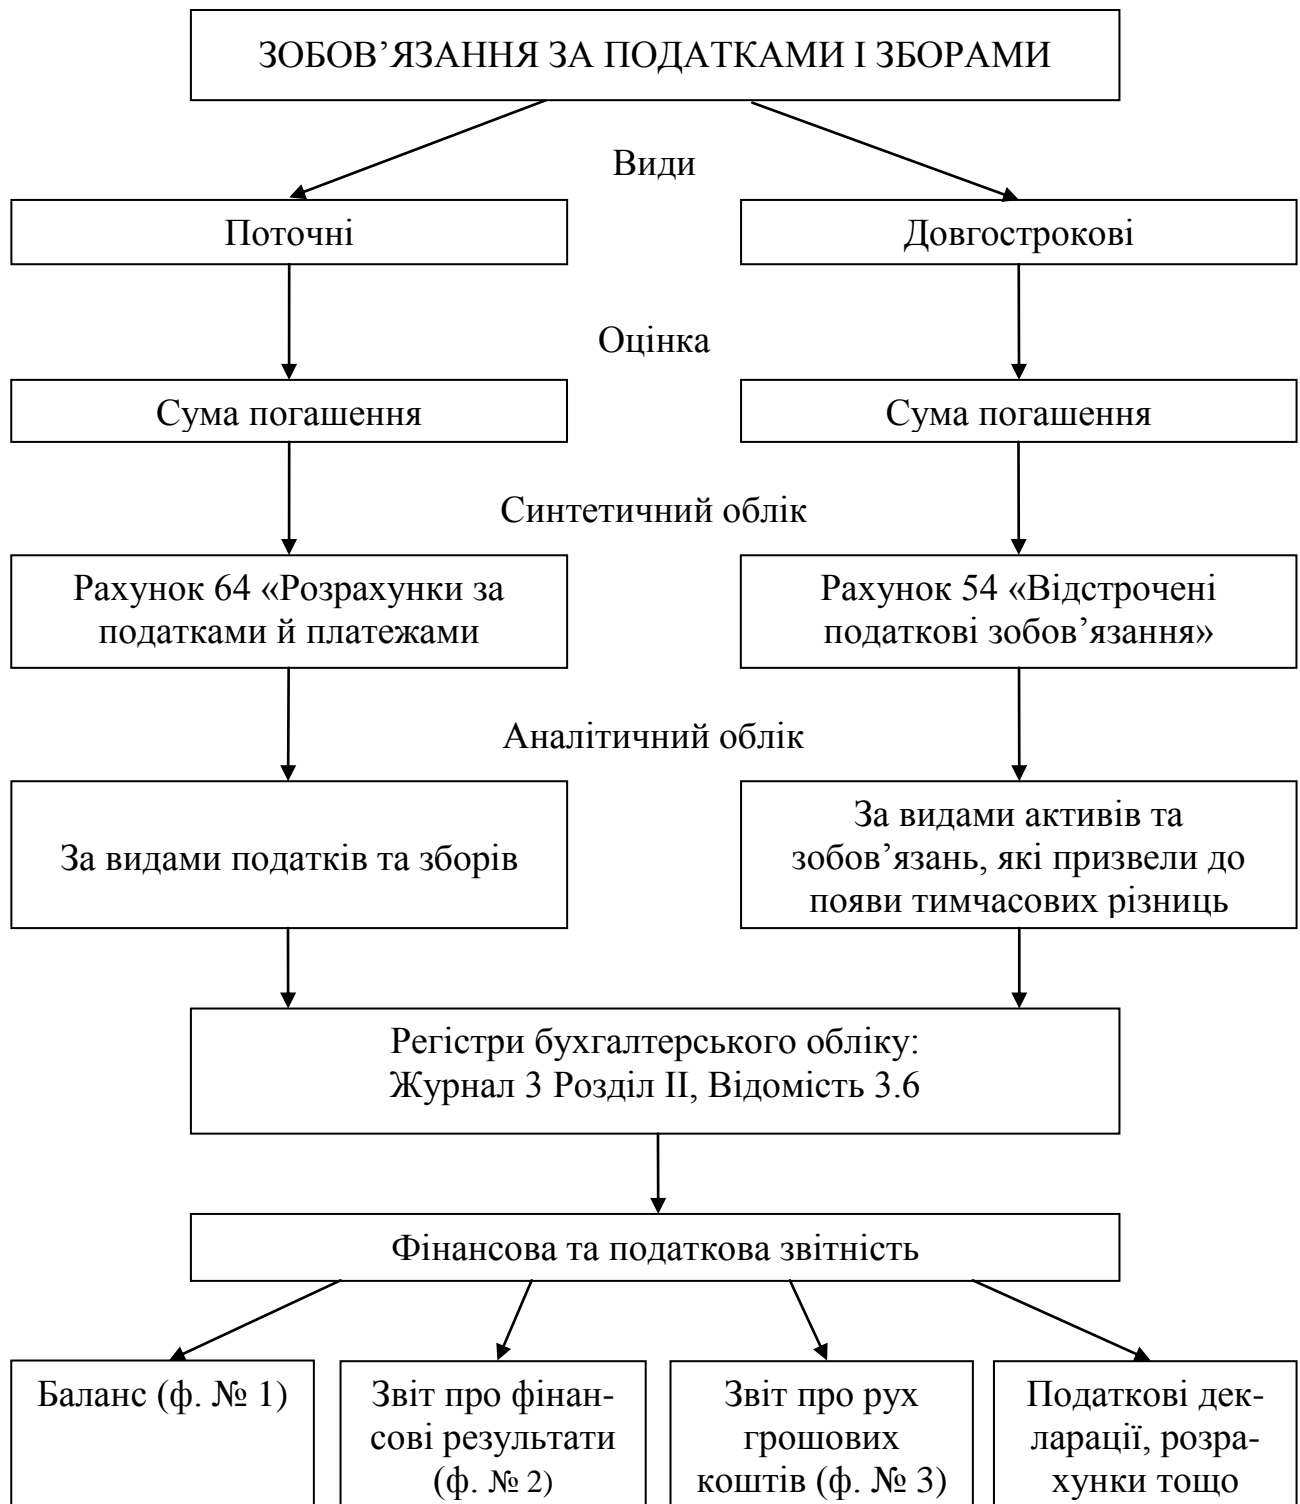 ЗОБОВ’ЯЗАННЯ ЗА ПОДАТКАМИ І ЗБОРАМИ
Види
Поточні
Довгострокові
Оцінка
Сума погашення
Сума погашення
Синтетичний облік
Рахунок 64 «Розрахунки за
податками й платежами
Рахунок 54 «Відстрочені
податкові зобов’язання»
Аналітичний облік
За видами податків та зборів
За видами активів та
зобов’язань, які призвели до
появи тимчасових різниць
Регістри бухгалтерського обліку:
Журнал 3 Розділ ІІ, Відомість 3.6
Фінансова та податкова звітність
Баланс (ф. № 1)
Звіт про фінан-
сові результати
(ф. № 2)
Звіт про рух
грошових
коштів (ф. № 3)
Податкові дек-
ларації, розра-
хунки тощо